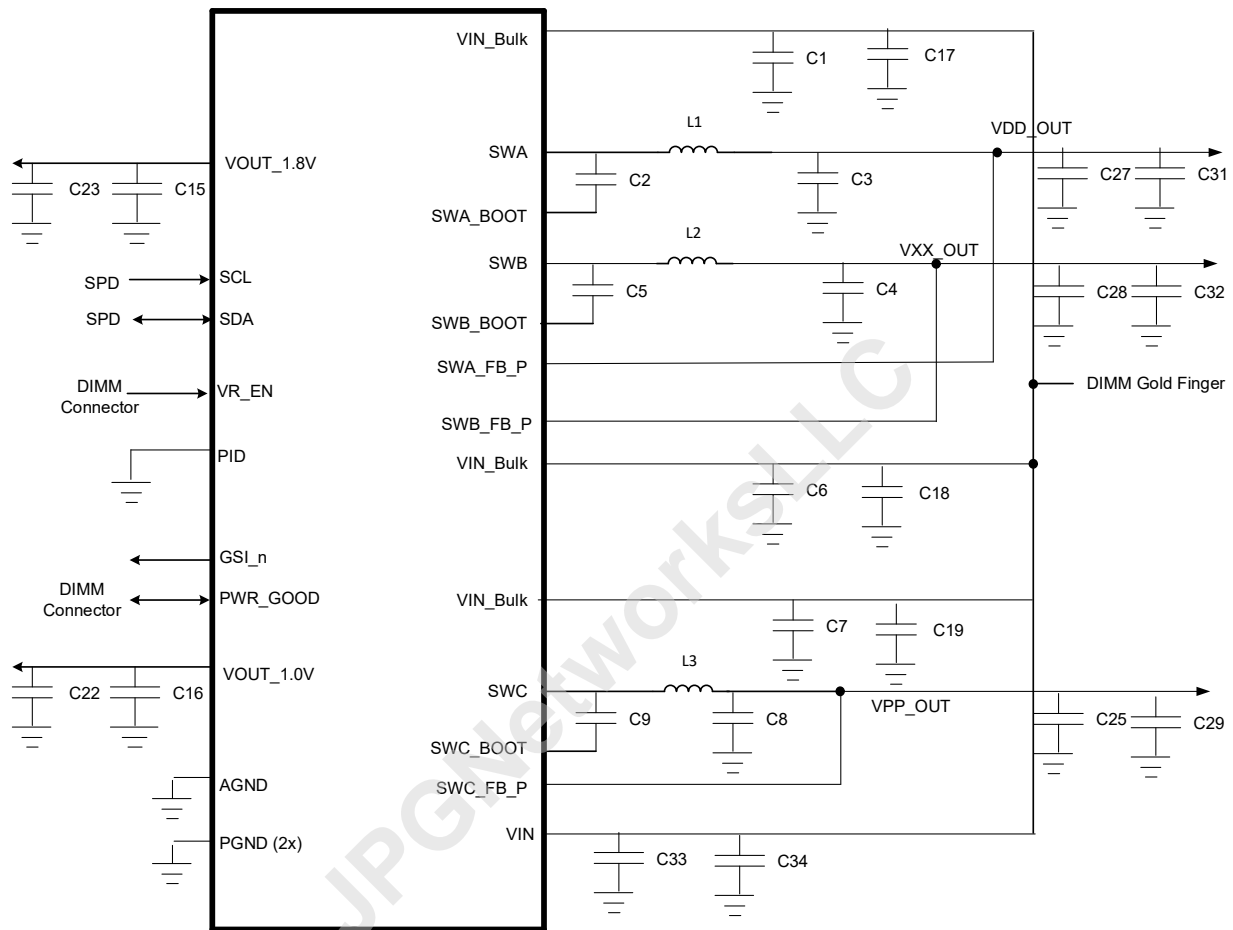 VIN_Bulk
C1
C17
L1
VDD_OUT
SWA
VOUT_1.8V
C23
C15
C2
C3
C27
C31
SWA_BOOT
L2
VXX_OUT
SWB
SPD
SCL
C5
C4
C28
C32
SPD
SDA
SWB_BOOT
SWA_FB_P
DIMM
Connector
VR_EN
DIMM Gold Finger
SWB_FB_P
PID
VIN_Bulk
C6
C18
GSI_n
DIMM
Connector
PWR_GOOD
VIN_Bulk
C7
C19
L3
VOUT_1.0V
C22
C16
SWC
VPP_OUT
C9
C8
C25
C29
SWC_BOOT
AGND
SWC_FB_P
VIN
PGND (2x)
C33
C34
JPGNetworksLLC